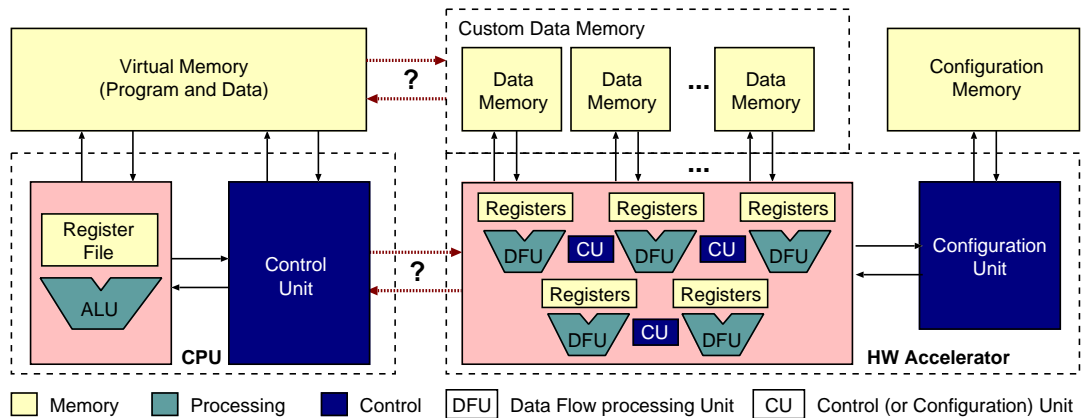 Custom Data Memory
Virtual Memory
(Program and Data)
?
Data
Memory
Data
Memory
...
Data
Memory
Configuration
Memory
...
Register
File
ALU
Control
Unit
CPU
?
Registers
Registers
Registers
DFU
CU
DFU
CU
DFU
Registers
Registers
DFU
CU
DFU
Configuration
Unit
HW Accelerator
Memory
Processing
Control
DFU
Data Flow processing Unit
CU
Control (or Configuration) Unit